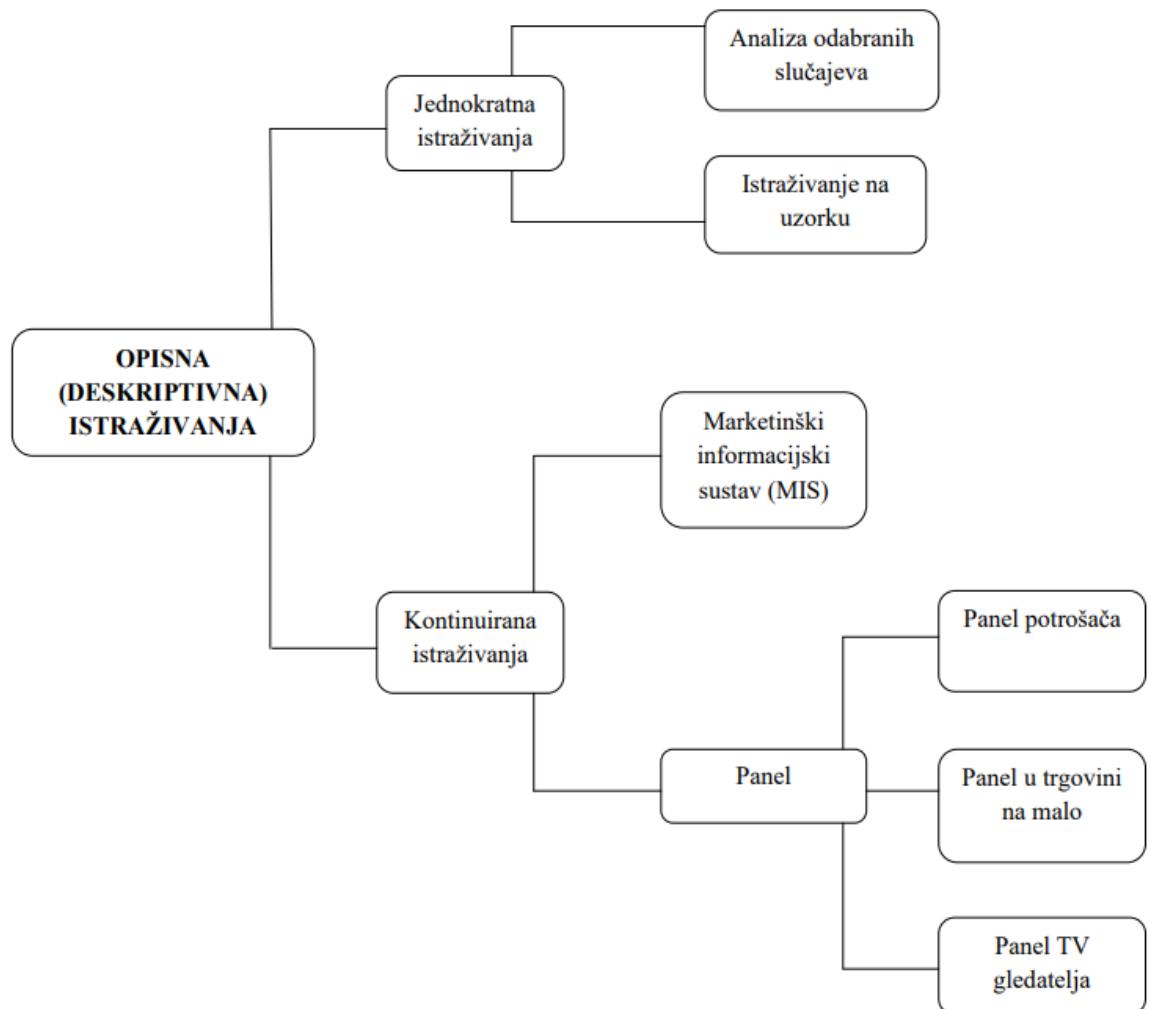 Analiza odabranih
slučajeva
Jednokratna
istraživanja
Istraživanje na
uzorku
OPISNA
(DESKRIPTIVNA)
ISTRAŽIVANJA
Marketinški
informacijski
sustav (MIS)
Kontinuirana
istraživanja
Panel potrošača
Panel
Panel u trgovini
na malo
Panel TV
gledatelja